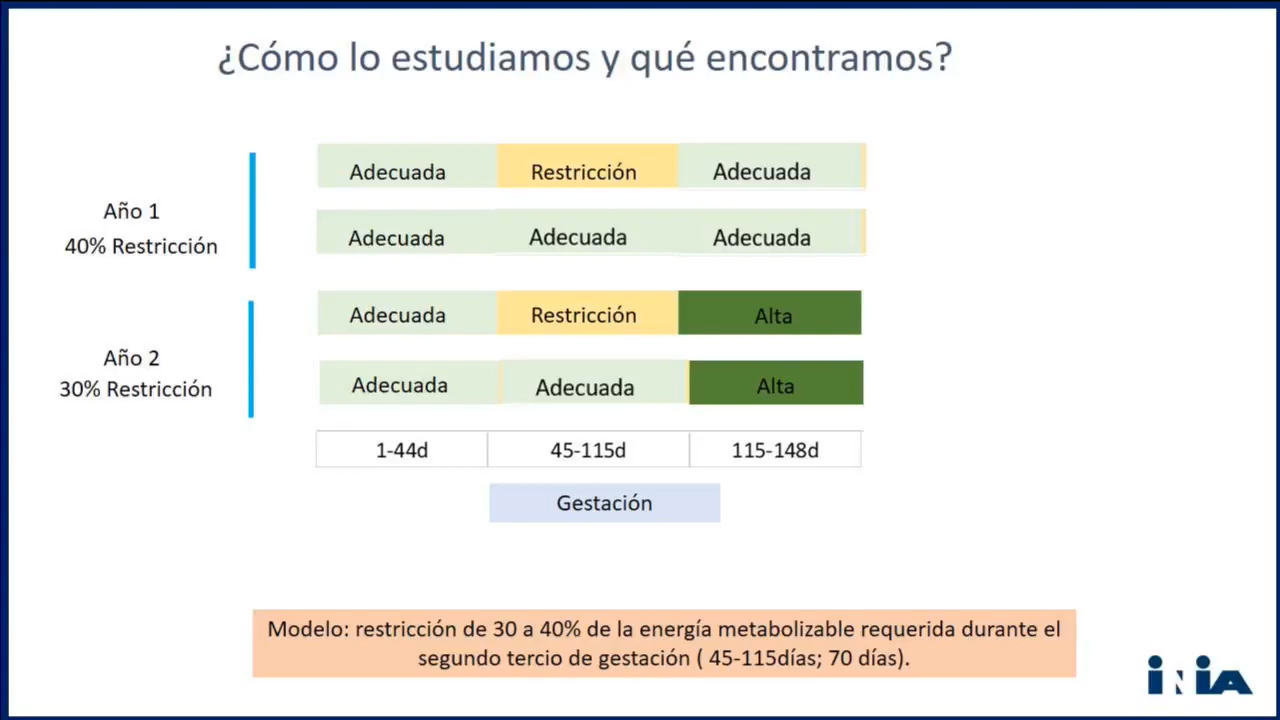 ¿Cómo lo estudiamos y qué encontramos?
Adecuada Restricción Adecuada
Año 1
40% Restricción
Adecuada Adecuada Adecuada
Adecuada Restricción Alta
Año 2
30% Restricción
Adecuada Adecuada Alta
1-44d 45-115d 115-148d
Gestación
Modelo: restricción de 30 a 40% de la energía metabolizable requerida durante el
segundo tercio de gestación ( 45-115días; 70 días).
INIA